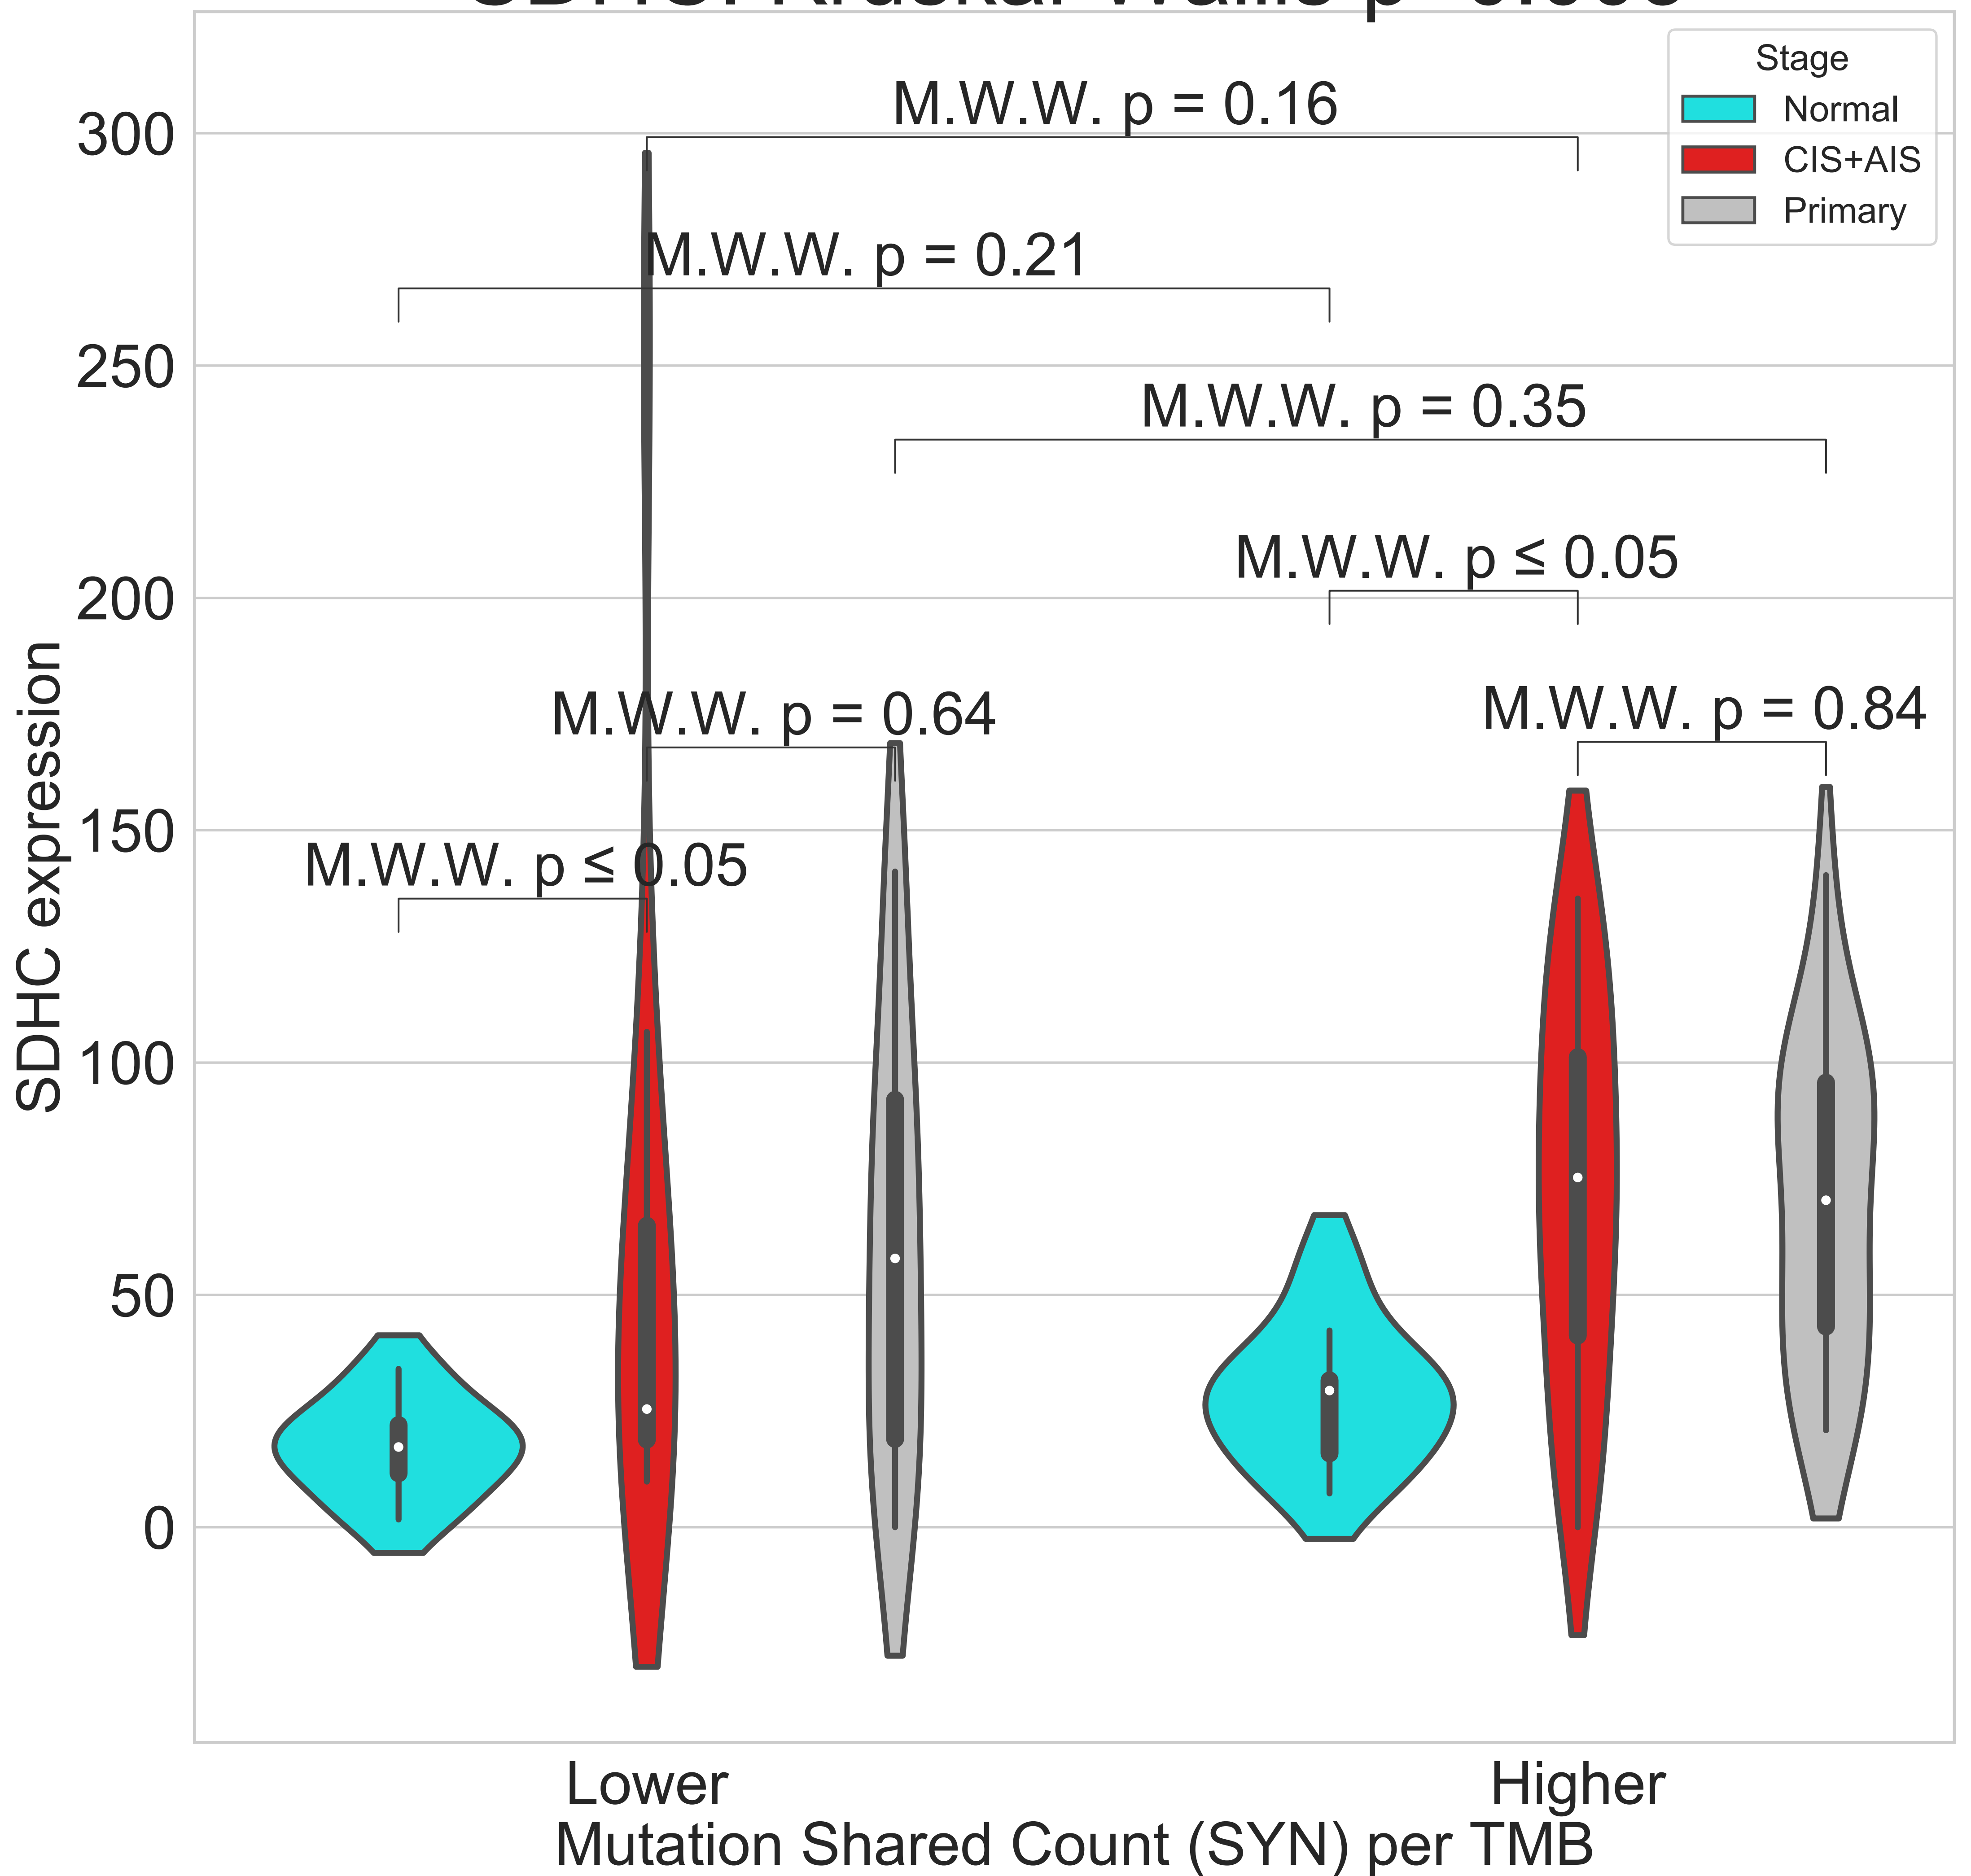 Stage
Normal
CIS+AIS
Primary
M.W.W. p = 0.16
M.W.W. p = 0.21
M.W.W. p = 0.35
M.W.W. p ≤ 0.05
M.W.W. p = 0.64
M.W.W. p = 0.84
M.W.W. p ≤ 0.05
300
250
200
150
100
50
0
SDHC expression
Lower
Higher
Mutation Shared Count (SYN) per TMB